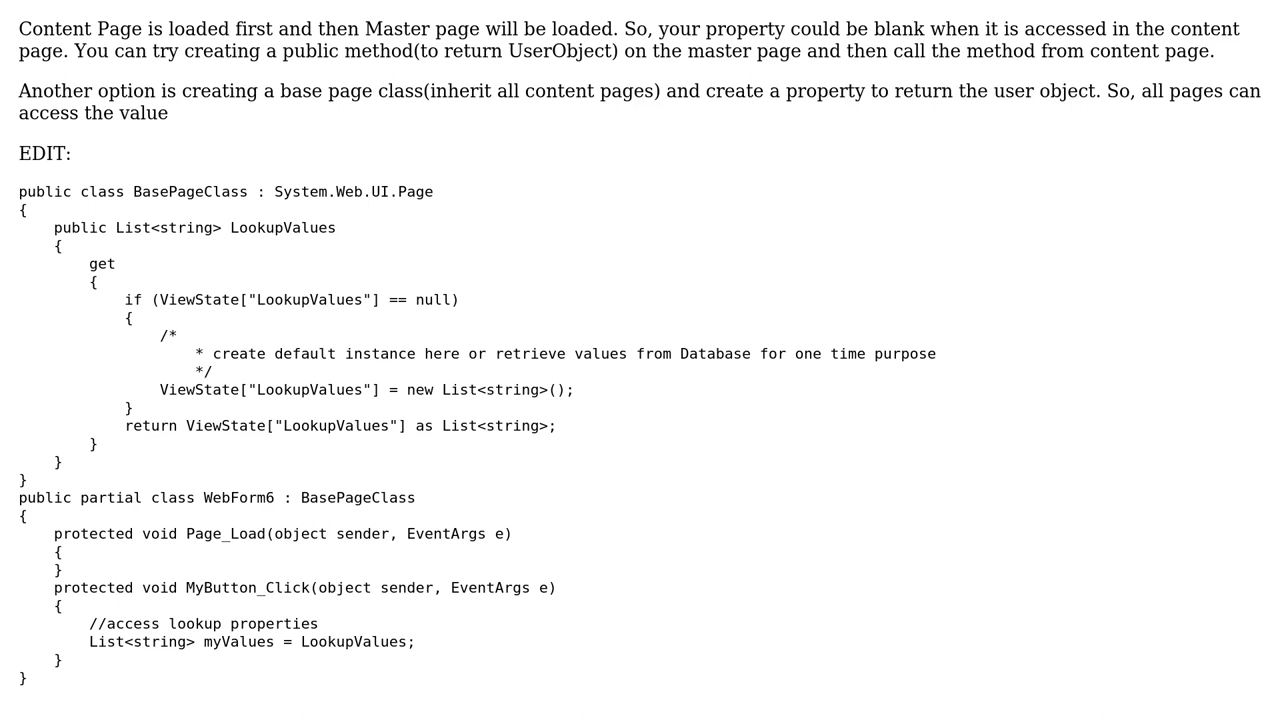 Content Page is loaded first and then Master page will be loaded. So, your property could be blank when it is accessed in the content
page. You can try creating a public method(to return UserObject) on the master page and then call the method from content page.
Another option is creating a base page class(inherit all content pages) and create a property to return the user object. So, all pages can
access the value
EDIT:
public class BasePageClass : System.Web.UI.Page
{
    public List<string> LookupValues
    {
        get
        {
            if (ViewState["LookupValues"] == null)
            {
                /*
                    * create default instance here or retrieve values from Database for one time purpose
                    */
                ViewState["LookupValues"] = new List<string>();
            }
            return ViewState["LookupValues"] as List<string>;
        }
    }
}
public partial class WebForm6 : BasePageClass
{
    protected void Page_Load(object sender, EventArgs e)
    {
    }
    protected void MyButton_Click(object sender, EventArgs e)
    {
        //access lookup properties
        List<string> myValues = LookupValues;
    }
}